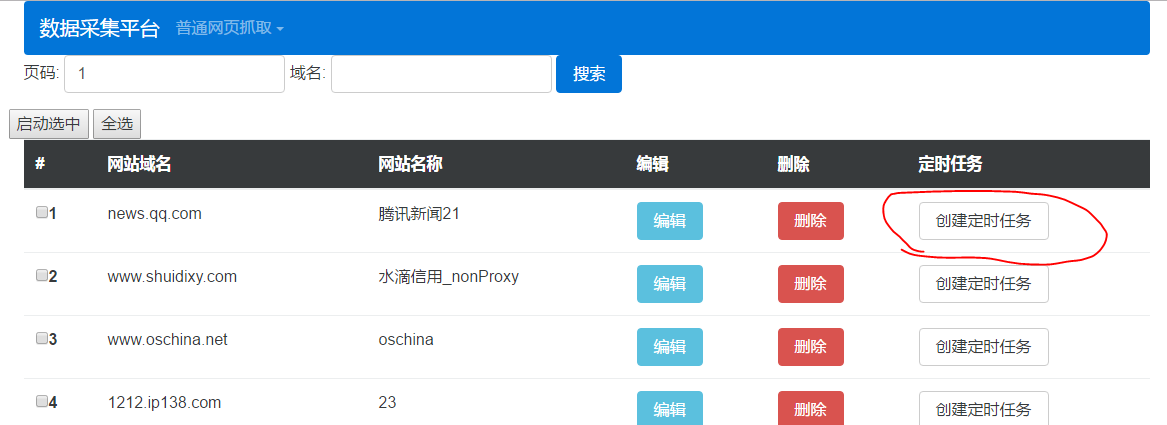 数据采集平台 普通网页抓取
页码: 1 域名: 搜索
启动选中 全选
# 网站域名 网站名称 编辑 删除 定时任务
1 news.qq.com 腾讯新闻21 编辑 删除 创建定时任务
2 www.shuidixy.com 水滴信用_nonProxy 编辑 删除 创建定时任务
3 www.oschina.net oschina 编辑 删除 创建定时任务
4 1212.ip138.com 23 编辑 删除 创建定时任务